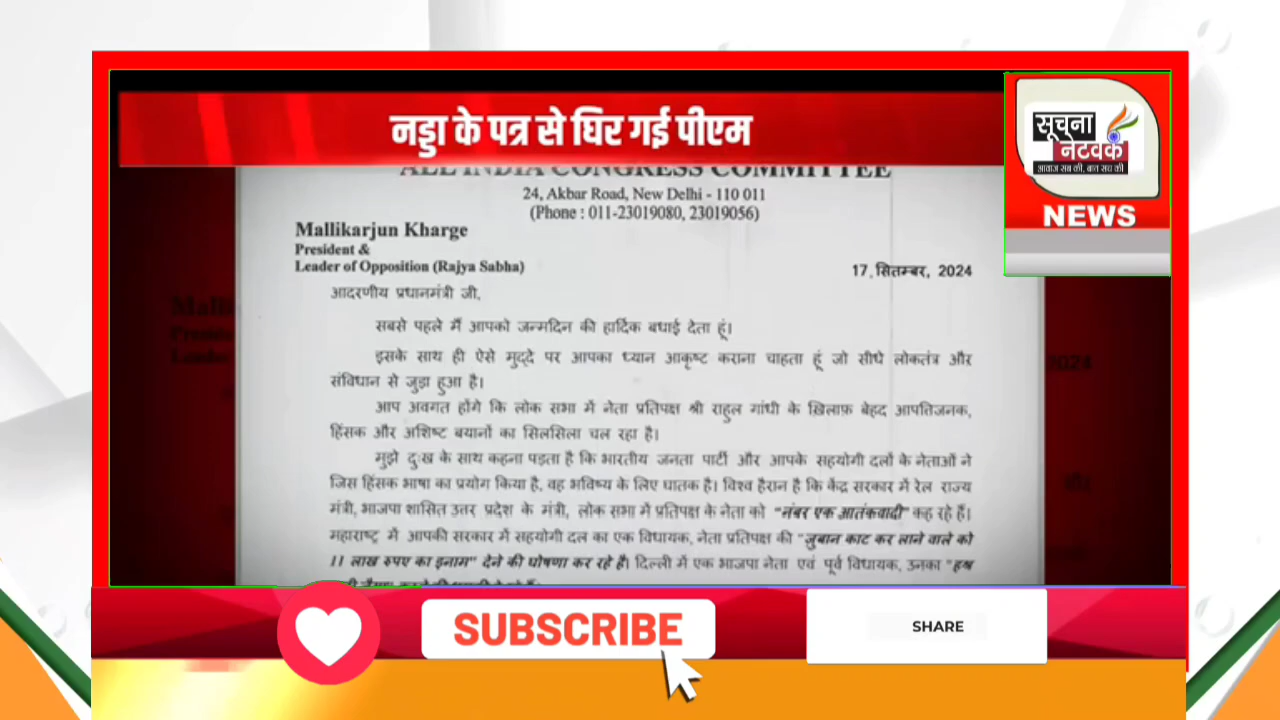 नड्डा के पत्र से घिर गई पीएम
सूचना
नेटवर्क
आवाज सब की, बात सच की
NEWS
ALL INDIA CONGRESS COMMITTEE
24, Akbar Road, New Delhi - 110 011
(Phone : 011-23019080, 23019056)
Mallikarjun Kharge
President &
Leader of Opposition (Rajya Sabha)
17 सितम्बर, 2024
आदरणीय प्रधानमंत्री जी,
सबसे पहले मैं आपको जन्मदिन की हार्दिक बधाई देता हूं।
इसके साथ ही ऐसे मुद्दे पर आपका ध्यान आकृष्ट कराना चाहता हूं जो सीधे लोकतंत्र और
संविधान से जुड़ा हुआ है।
आप अवगत होंगे कि लोक सभा में नेता प्रतिपक्ष श्री राहुल गांधी के ख़िलाफ़ बेहद आपत्तिजनक,
हिंसक और अशिष्ट बयानों का सिलसिला चल रहा है।
मुझे दुःख के साथ कहना पड़ता है कि भारतीय जनता पार्टी और आपके सहयोगी दलों के नेताओं ने
जिस हिंसक भाषा का प्रयोग किया है, वह भविष्य के लिए घातक है। विश्व हैरान है कि केंद्र सरकार में रेल राज्य
मंत्री, भाजपा शासित उत्तर प्रदेश के मंत्री, लोक सभा में प्रतिपक्ष के नेता को "नंबर एक आतंकवादी" कह रहे हैं।
महाराष्ट्र में आपकी सरकार में सहयोगी दल का एक विधायक, नेता प्रतिपक्ष की "ज़ुबान काट कर लाने वाले को
11 लाख रुपए का इनाम" देने की घोषणा कर रहे है। दिल्ली में एक भाजपा नेता एवं पूर्व विधायक, उनका "हश्र
SUBSCRIBE
SHARE